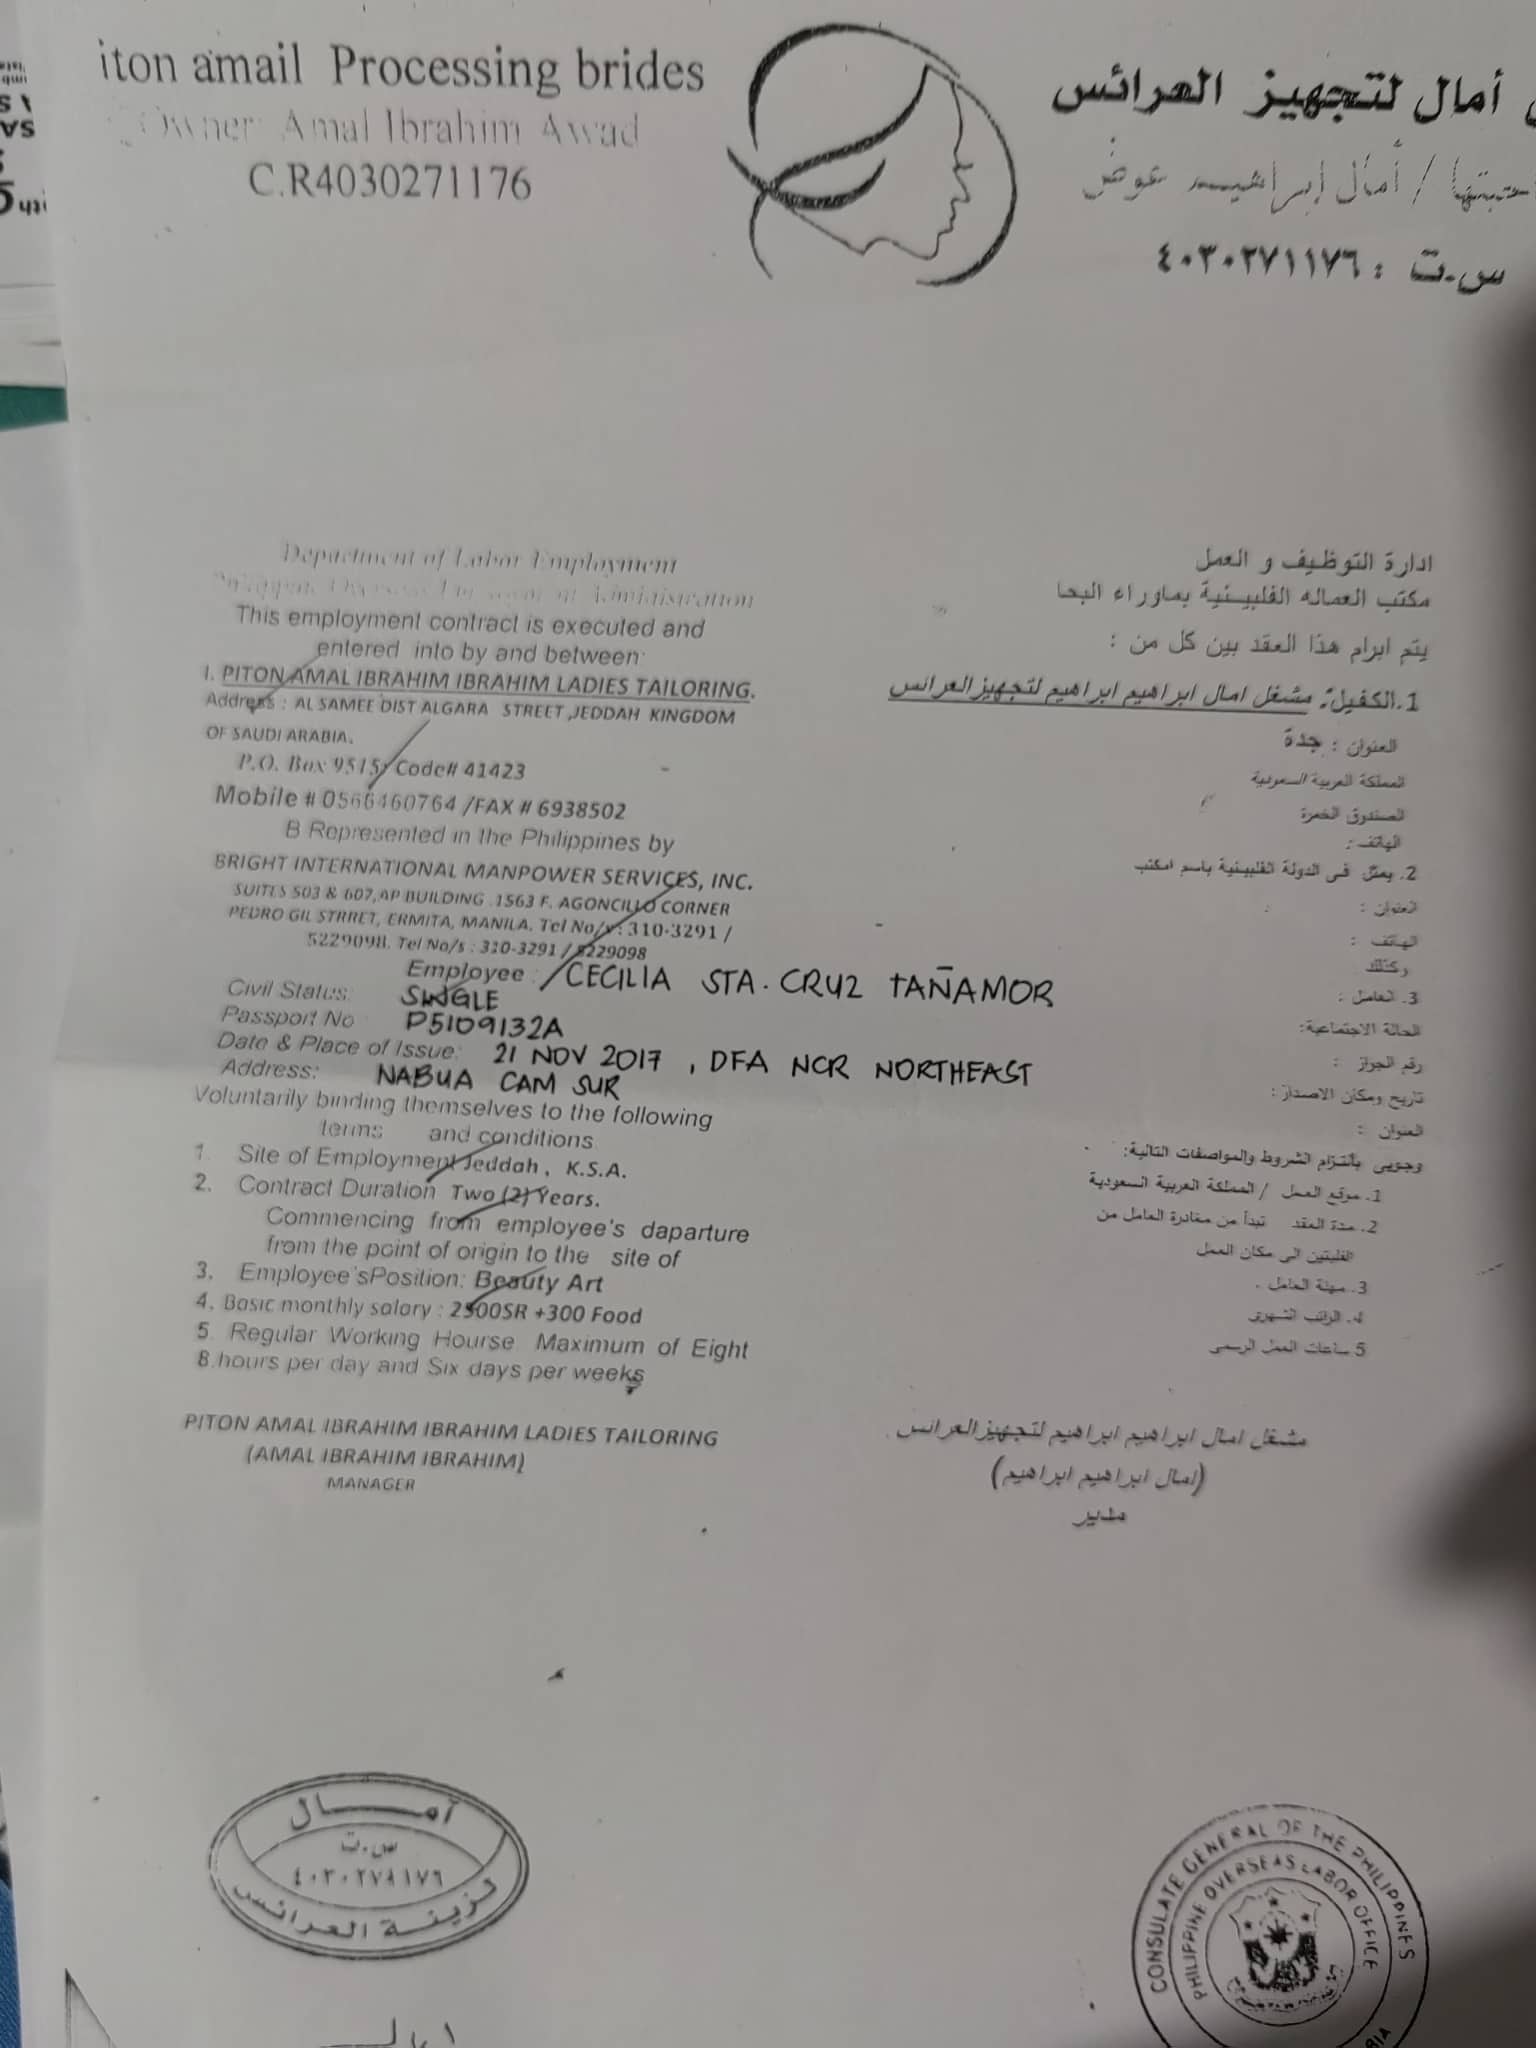 iton amail Processing brides
Owner: Amal Ibrahim Awad
C.R4030271176
أمال لتجهيز العرائس
أمال إبراهيم عوض
س.ت : ٤٠٣٠٢٧١١٧٦
Department of Labor Employment
Administration
This employment contract is executed and
entered into by and between:
I. PITON AMAL IBRAHIM IBRAHIM LADIES TAILORING.
Address : AL SAMEE DIST ALGARA STREET ,JEDDAH KINGDOM
OF SAUDI ARABIA.
P.O. Box 9515 Code# 41423
Mobile # 0566460764 /FAX # 6938502
B Represented in the Philippines by
BRIGHT INTERNATIONAL MANPOWER SERVICES, INC.
SUITES 503 & 607,AP BUILDING .1563 F. AGONCILLO CORNER
PEDRO GIL STRRET, ERMITA, MANILA. Tel No/s : 310-3291 /
5229098. Tel No/s : 310-3291 / 5229098
Employee : CECILIA STA. CRUZ TAÑAMOR
Civil Status: SINGLE
Passport No P5109132A
Date & Place of Issue: 21 NOV 2017 , DFA NCR NORTHEAST
Address: NABUA CAM SUR
Voluntarily binding themselves to the following
terms and conditions
1. Site of Employment Jeddah, K.S.A.
2. Contract Duration Two (2) Years.
Commencing from employee's daparture
from the point of origin to the site of
3. Employee'sPosition: Beauty Art
4. Basic monthly salary : 2500SR +300 Food
5. Regular Working Hourse Maximum of Eight
8.hours per day and Six days per weeks
ادارة التوظيف و العمل
مكتب العماله الفلبينية بماوراء البحا
يتم ابرام هذا العقد بين كل من :
1.الكفيل: مشغل امال ابراهيم ابراهيم لتجهيز العرائس
العنوان : جدة
المملكة العربية السعودية
الصندوق الخمرة
الهاتف :
2. يمثل فى الدولة الفلبينية باسم امكتب
العنوان :
الهاتف :
وكذلك
3. العامل :
الحالة الاجتماعية:
رقم الجواز :
تاريخ ومكان الاصدار :
العنوان :
وجوبى بألتزام الشروط والمواصفات التالية:
1. موقع العمل / المملكة العربية السعودية
2. مدة العقد تبدأ من مغادرة العامل من
الفلبتين الى مكان العمل
3. مهنة العامل .
4. الراتب الشهرى
5 ساعات العمل الرسمى
PITON AMAL IBRAHIM IBRAHIM LADIES TAILORING
(AMAL IBRAHIM IBRAHIM)
MANAGER
مشغل امال ابراهيم ابراهيم لتجهيز العرائس
(امال ابراهيم ابراهيم)
مدير
آمـــال
س.ت
٤٠٣٠٢٧١١٧٦
لزينة العرائس
CONSULATE GENERAL OF THE PHILIPPINES
PHILIPPINE OVERSEAS LABOR OFFICE